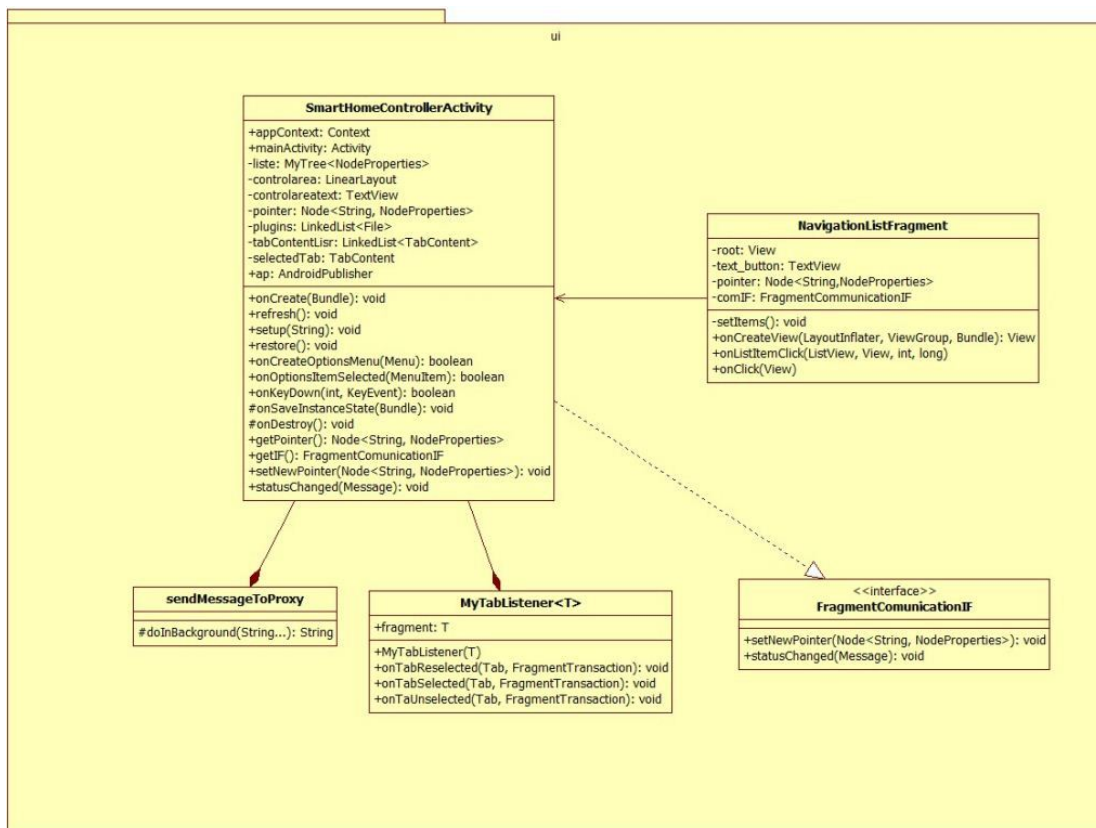 ui
SmartHomeControllerActivity
+appContext: Context
+mainActivity: Activity
-liste: MyTree<NodeProperties>
-controlarea: LinearLayout
-controlareatext: TextView
-pointer: Node<String, NodeProperties>
-plugins: LinkedList<File>
-tabContentLisr: LinkedList<TabContent>
-selectedTab: TabContent
+ap: AndroidPublisher
+onCreate(Bundle): void
+refresh(): void
+setup(String): void
+restore(): void
+onCreateOptionsMenu(Menu): boolean
+onOptionsItemSelected(MenuItem): boolean
+onKeyDown(int, KeyEvent): boolean
#onSaveInstanceState(Bundle): void
#onDestroy(): void
+getPointer(): Node<String, NodeProperties>
+getIF(): FragmentComunicationIF
+setNewPointer(Node<String, NodeProperties>): void
+statusChanged(Message): void
NavigationListFragment
-root: View
-text_button: TextView
-pointer: Node<String,NodeProperties>
-comIF: FragmentCommunicationIF
-setItems(): void
+onCreateView(LayoutInflater, ViewGroup, Bundle): View
+onListItemClick(ListView, View, int, long)
+onClick(View)
sendMessageToProxy
#doInBackground(String...): String
MyTabListener<T>
+fragment: T
+MyTabListener(T)
+onTabReselected(Tab, FragmentTransaction): void
+onTabSelected(Tab, FragmentTransaction): void
+onTaUnselected(Tab, FragmentTransaction): void
<<interface>>
FragmentComunicationIF
+setNewPointer(Node<String, NodeProperties>): void
+statusChanged(Message): void